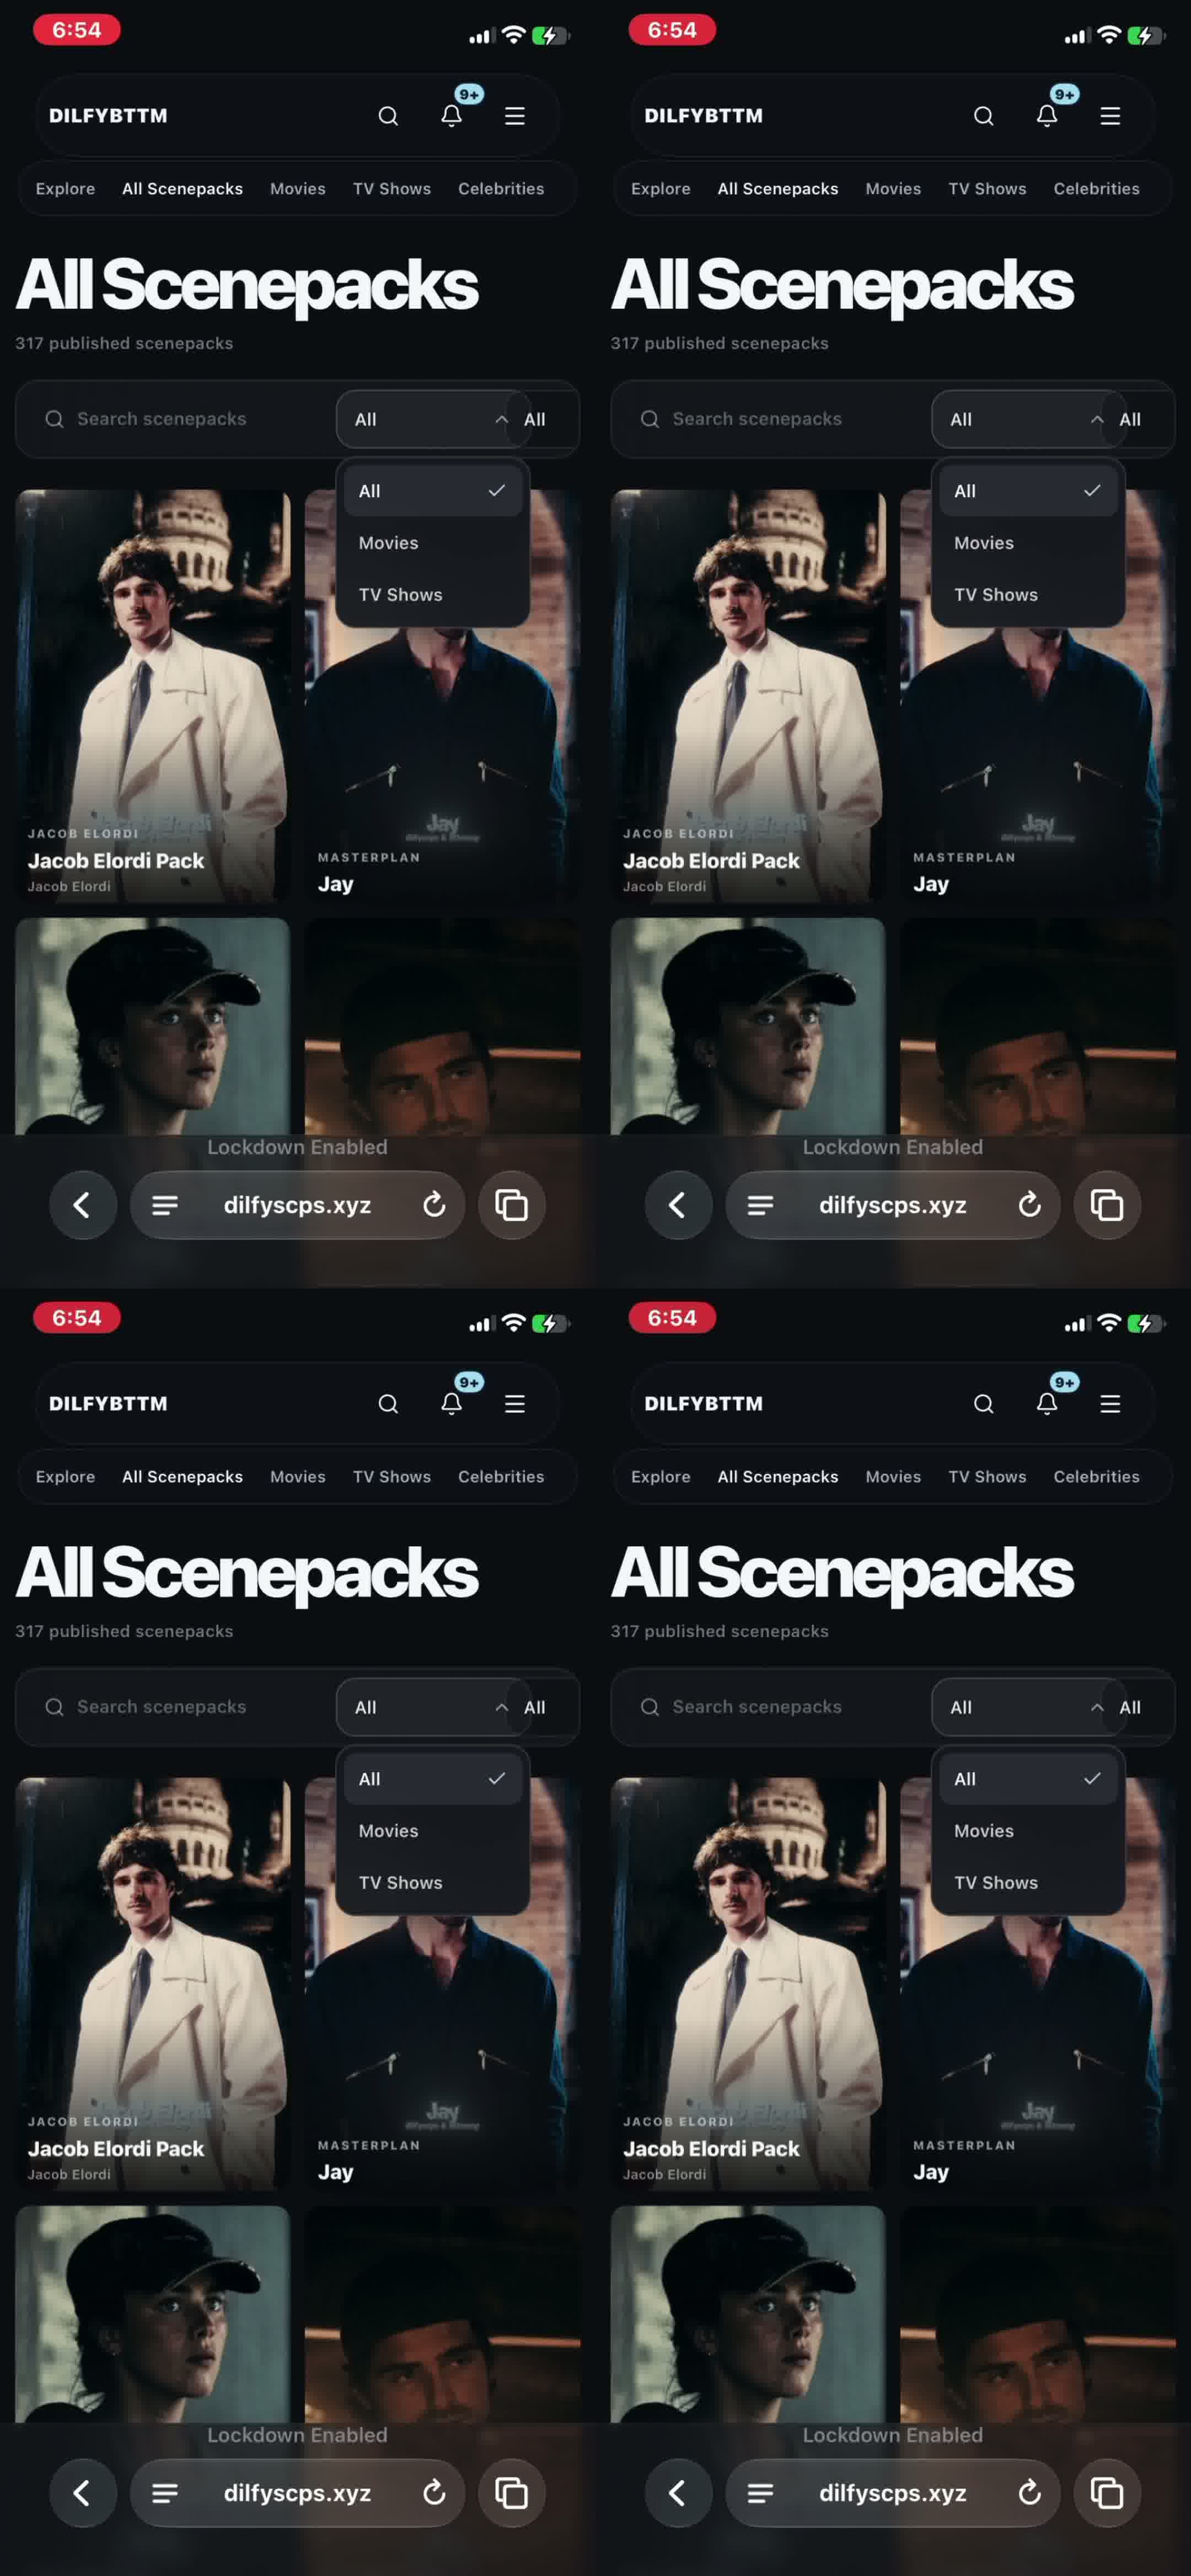 6:54
DILFYBTTM
9+
Explore All Scenepacks Movies TV Shows Celebrities
All Scenepacks
317 published scenepacks
Search scenepacks All All
All
Movies
TV Shows
JACOB ELORDI
Jacob Elordi Pack
Jacob Elordi
Jay
MASTERPLAN
Jay
Lockdown Enabled
dilfyscps.xyz
6:54
DILFYBTTM
9+
Explore All Scenepacks Movies TV Shows Celebrities
All Scenepacks
317 published scenepacks
Search scenepacks All All
All
Movies
TV Shows
JACOB ELORDI
Jacob Elordi Pack
Jacob Elordi
Jay
MASTERPLAN
Jay
Lockdown Enabled
dilfyscps.xyz
6:54
DILFYBTTM
9+
Explore All Scenepacks Movies TV Shows Celebrities
All Scenepacks
317 published scenepacks
Search scenepacks All All
All
Movies
TV Shows
JACOB ELORDI
Jacob Elordi Pack
Jacob Elordi
Jay
MASTERPLAN
Jay
Lockdown Enabled
dilfyscps.xyz
6:54
DILFYBTTM
9+
Explore All Scenepacks Movies TV Shows Celebrities
All Scenepacks
317 published scenepacks
Search scenepacks All All
All
Movies
TV Shows
JACOB ELORDI
Jacob Elordi Pack
Jacob Elordi
Jay
MASTERPLAN
Jay
Lockdown Enabled
dilfyscps.xyz